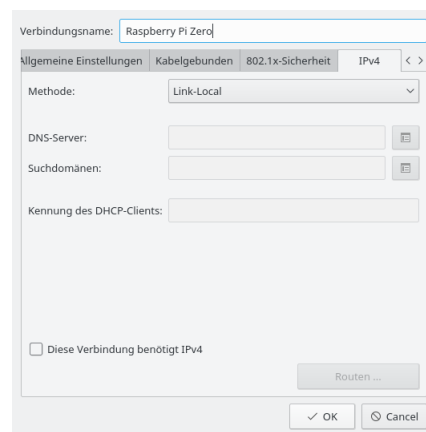 Verbindungsname: Raspberry Pi Zero
Allgemeine Einstellungen Kabelgebunden 802.1x-Sicherheit IPv4
Methode: Link-Local
DNS-Server:
Suchdomänen:
Kennung des DHCP-Clients:
Diese Verbindung benötigt IPv4
Routen ...
OK Cancel